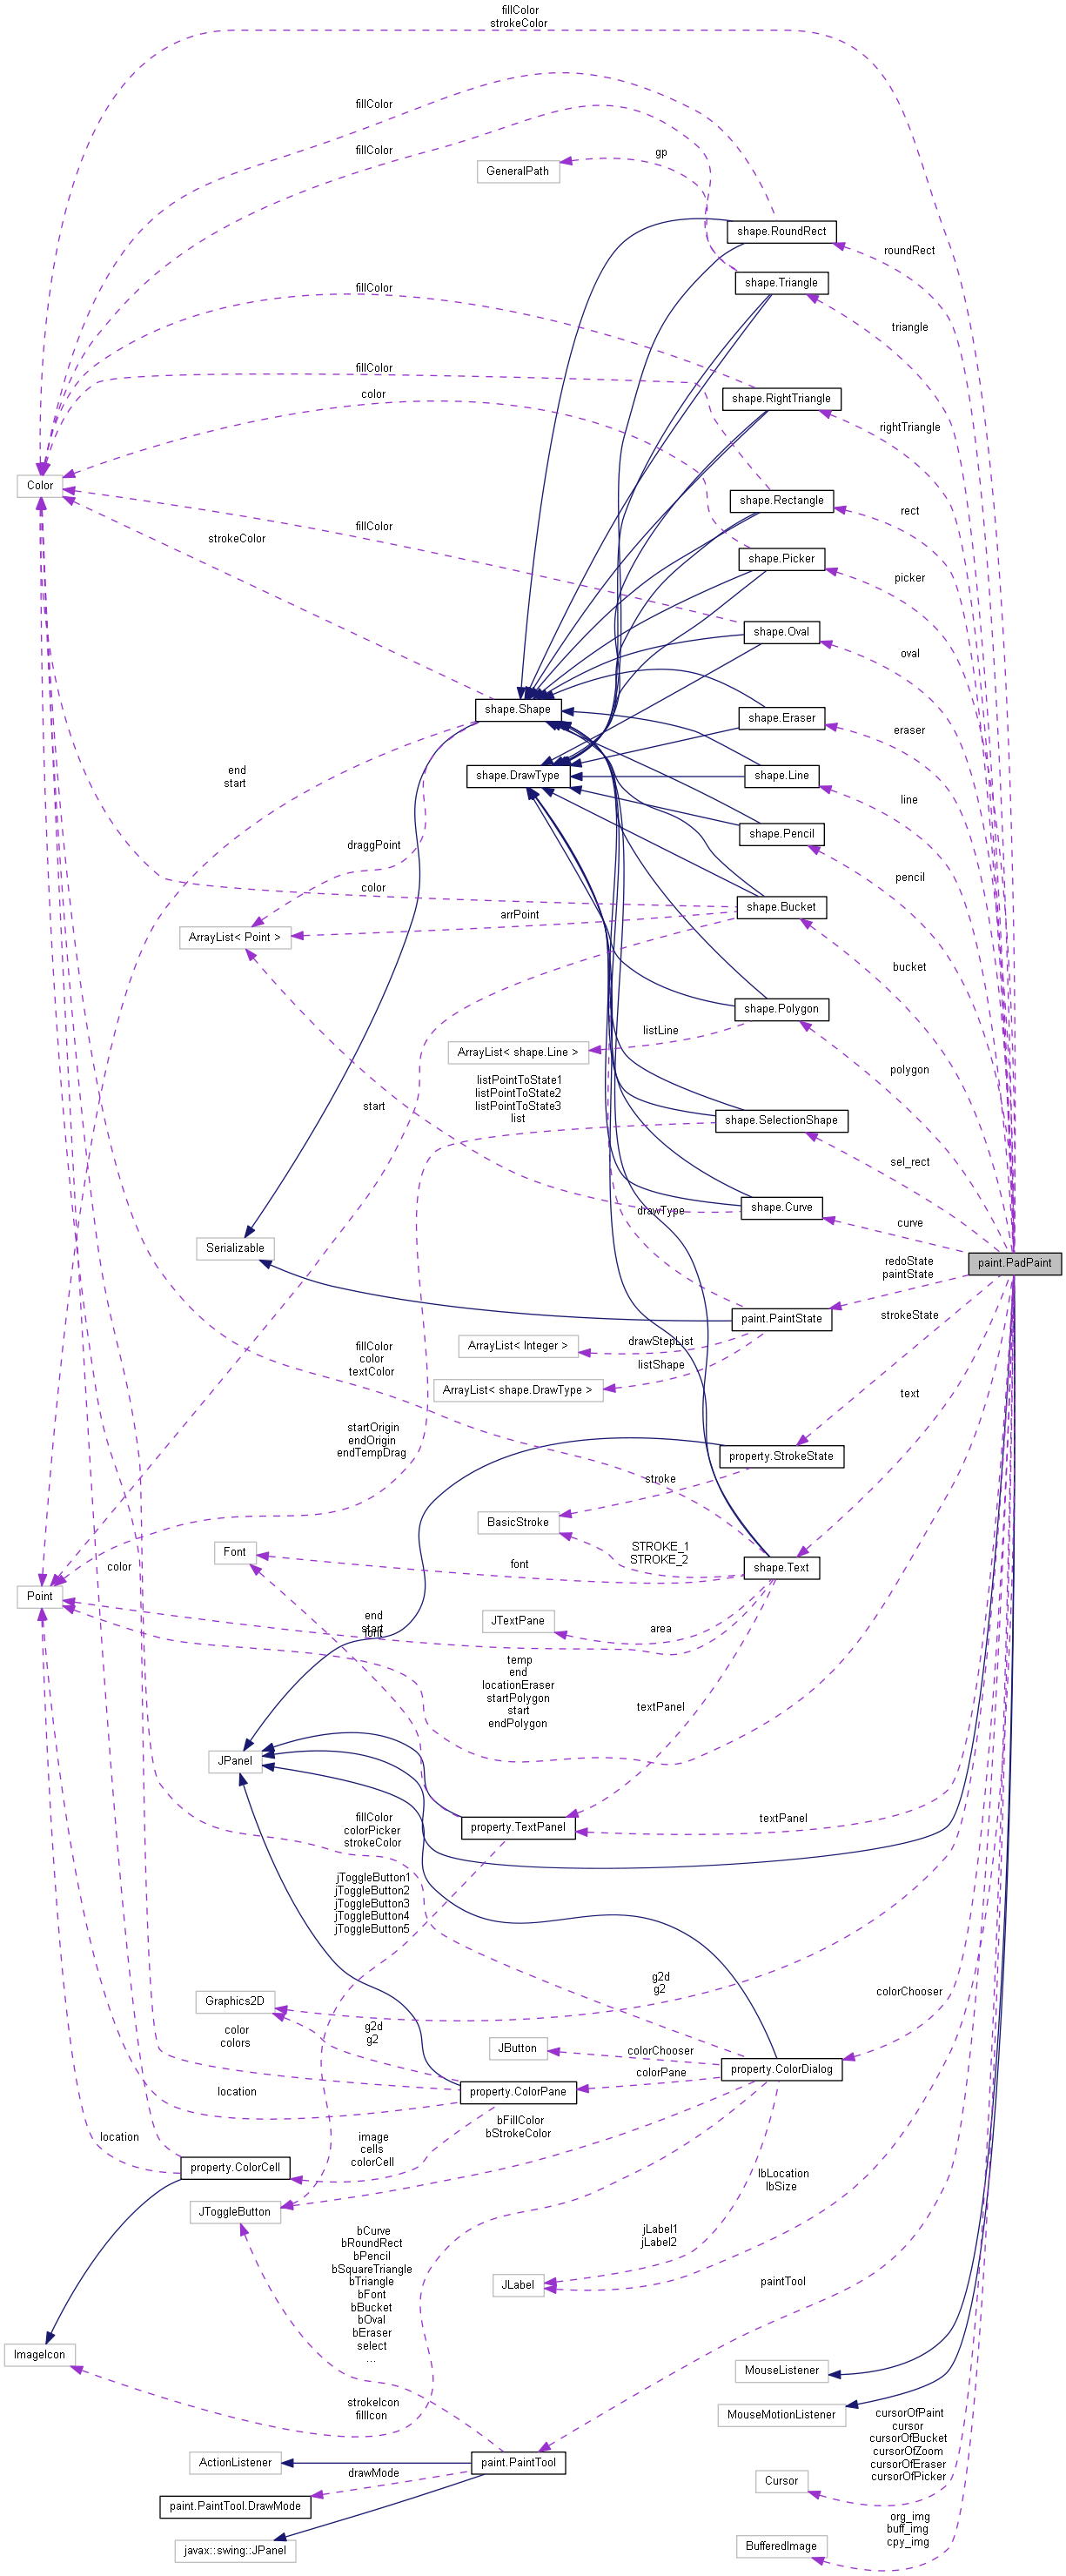 fillColor
strokeColor
fillColor
fillColor
gp
GeneralPath
shape.RoundRect
roundRect
shape.Triangle
fillColor
triangle
fillColor
color
shape.RightTriangle
rightTriangle
Color
shape.Rectangle
rect
fillColor
strokeColor
shape.Picker
picker
shape.Oval
oval
shape.Shape
shape.Eraser
eraser
end
start
shape.DrawType
shape.Line
line
draggPoint
shape.Pencil
pencil
color
arrPoint
shape.Bucket
ArrayList< Point >
bucket
shape.Polygon
listLine
ArrayList< shape.Line >
polygon
start
listPointToState1
listPointToState2
listPointToState3
list
shape.SelectionShape
sel_rect
drawType
shape.Curve
curve
Serializable
paint.PadPaint
redoState
paintState
paint.PaintState
strokeState
ArrayList< Integer >
drawStepList
listShape
ArrayList< shape.DrawType >
fillColor
color
textColor
text
startOrigin
endOrigin
endTempDrag
property.StrokeState
stroke
BasicStroke
STROKE_1
STROKE_2
Font
font
shape.Text
color
Point
JTextPane
area
end
start
font
temp
end
locationEraser
startPolygon
start
endPolygon
textPanel
JPanel
fillColor
colorPicker
strokeColor
property.TextPanel
textPanel
jToggleButton1
jToggleButton2
jToggleButton3
jToggleButton4
jToggleButton5
Graphics2D
g2d
g2
colorChooser
color
colors
g2d
g2
JButton
colorChooser
colorPane
property.ColorDialog
location
property.ColorPane
location
image
cells
colorCell
bFillColor
bStrokeColor
property.ColorCell
lbLocation
lbSize
JToggleButton
jLabel1
jLabel2
bCurve
bRoundRect
bPencil
bSquareTriangle
bTriangle
bFont
bBucket
bOval
bEraser
select
...
JLabel
paintTool
ImageIcon
MouseListener
strokeIcon
fillIcon
MouseMotionListener
cursorOfPaint
cursor
cursorOfBucket
cursorOfZoom
cursorOfEraser
cursorOfPicker
ActionListener
paint.PaintTool
drawMode
Cursor
paint.PaintTool.DrawMode
javax::swing::JPanel
BufferedImage
org_img
buff_img
cpy_img